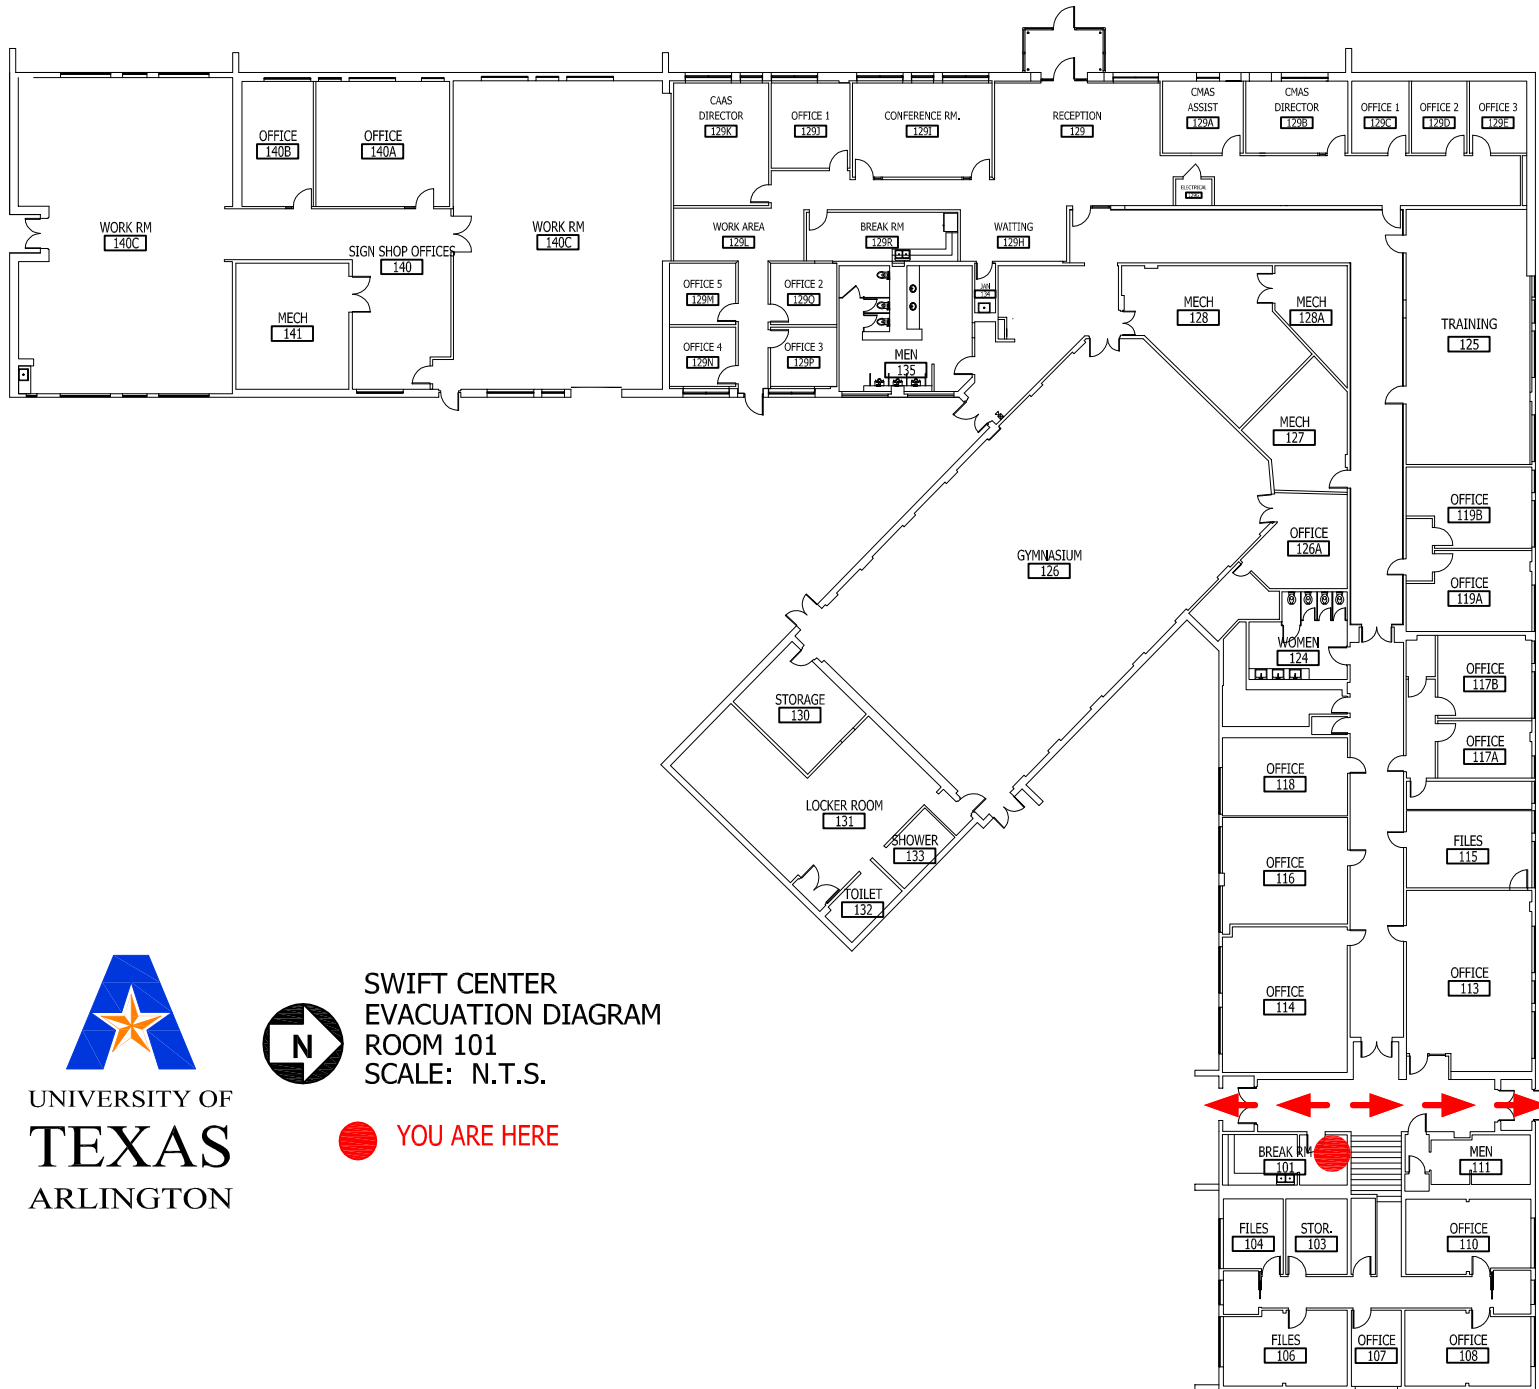 CAAS
DIRECTOR
129K
OFFICE 1
129J
CONFERENCE RM.
129I
RECEPTION
129
CMAS
ASSIST
129A
CMAS
DIRECTOR
129B
OFFICE 1
129C
OFFICE 2
129D
OFFICE 3
129E
OFFICE
140B
OFFICE
140A
ELECTRICAL
WORK RM
140C
SIGN SHOP OFFICES
140
WORK RM
140C
WORK AREA
129L
BREAK RM
129R
WAITING
129H
OFFICE 5
129M
OFFICE 2
129O
JAN
134
MECH
128
MECH
128A
MECH
141
TRAINING
125
OFFICE 4
129N
OFFICE 3
129P
MEN
135
MECH
127
OFFICE
119B
OFFICE
126A
GYMNASIUM
126
OFFICE
119A
WOMEN
124
OFFICE
117B
STORAGE
130
OFFICE
117A
OFFICE
118
LOCKER ROOM
131
SHOWER
133
FILES
115
OFFICE
116
TOILET
132
OFFICE
113
OFFICE
114
SWIFT CENTER
EVACUATION DIAGRAM
ROOM 101
SCALE: N.T.S.
N
YOU ARE HERE
UNIVERSITY OF
TEXAS
ARLINGTON
BREAK RM
101
MEN
111
FILES
104
STOR.
103
OFFICE
110
FILES
106
OFFICE
107
OFFICE
108